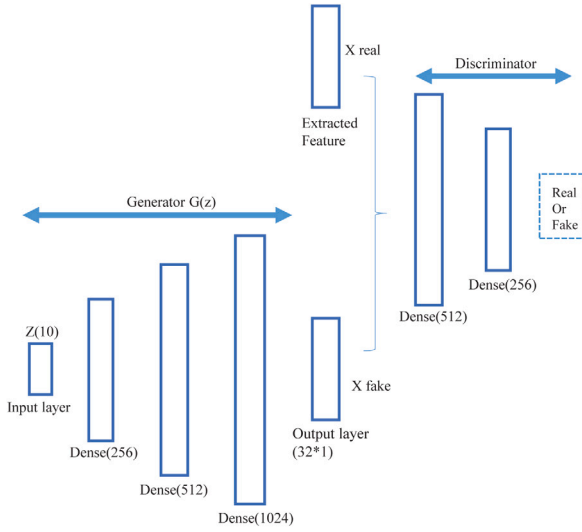 X real
Discriminator
Extracted
Feature
Generator G(z)
Real
Or
Fake
Dense(256)
Dense(512)
Z(10)
Input layer
X fake
Output layer
(32*1)
Dense(256)
Dense(512)
Dense(1024)